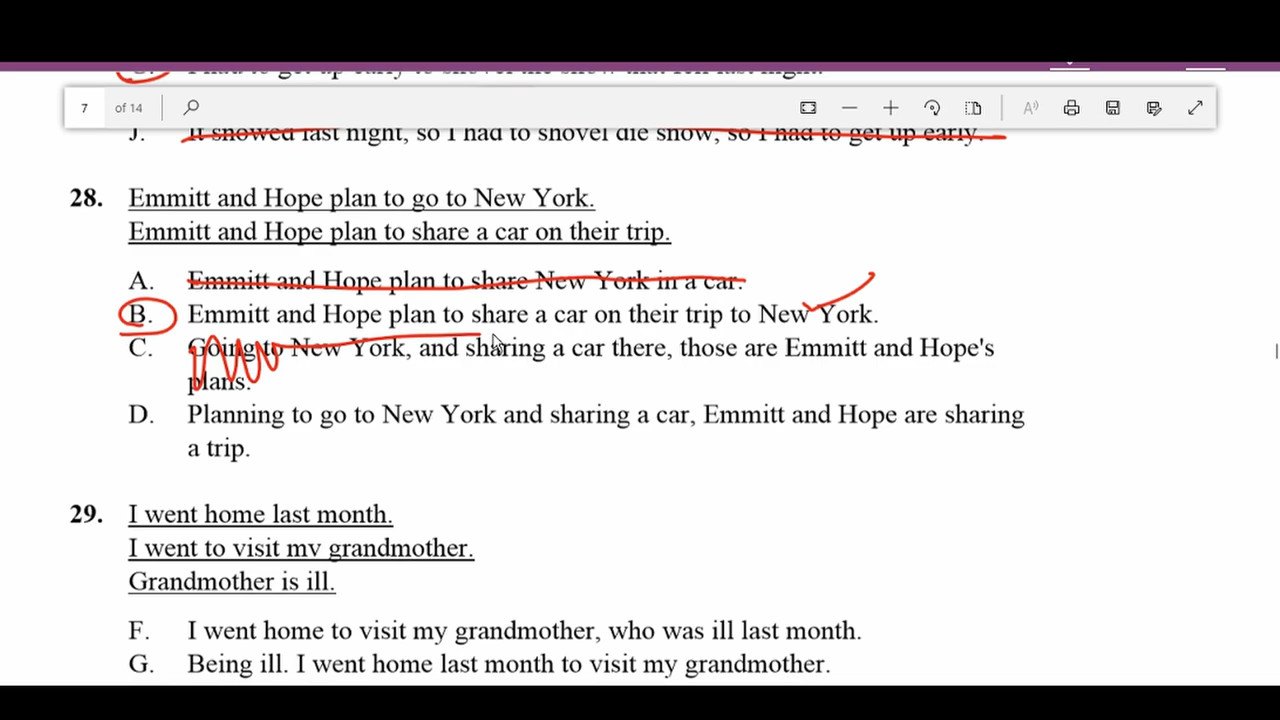 7 of 14
J. It snowed last night, so I had to shovel die snow, so I had to get up early.
28. Emmitt and Hope plan to go to New York.
Emmitt and Hope plan to share a car on their trip.
A. Emmitt and Hope plan to share New York in a car.
B. Emmitt and Hope plan to share a car on their trip to New York.
C. Going to New York, and sharing a car there, those are Emmitt and Hope's
plans.
D. Planning to go to New York and sharing a car, Emmitt and Hope are sharing
a trip.
29. I went home last month.
I went to visit mv grandmother.
Grandmother is ill.
F. I went home to visit my grandmother, who was ill last month.
G. Being ill. I went home last month to visit my grandmother.